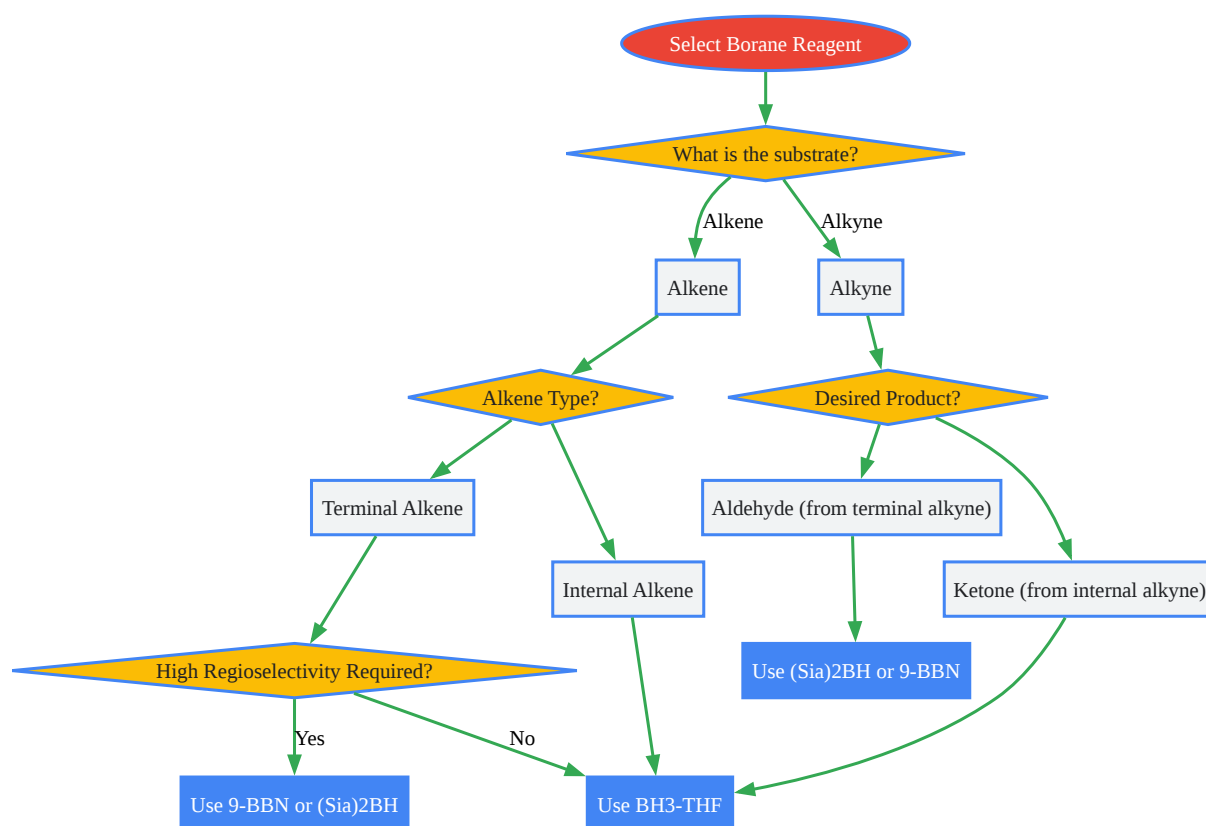 Select Borane Reagent
What is the substrate?
Alkene
Alkyne
Alkene
Alkyne
Alkene Type?
Desired Product?
Terminal Alkene
Aldehyde (from terminal alkyne)
Internal Alkene
Ketone (from internal alkyne)
High Regioselectivity Required?
Use (Sia)2BH or 9-BBN
Yes
No
Use 9-BBN or (Sia)2BH
Use BH3-THF